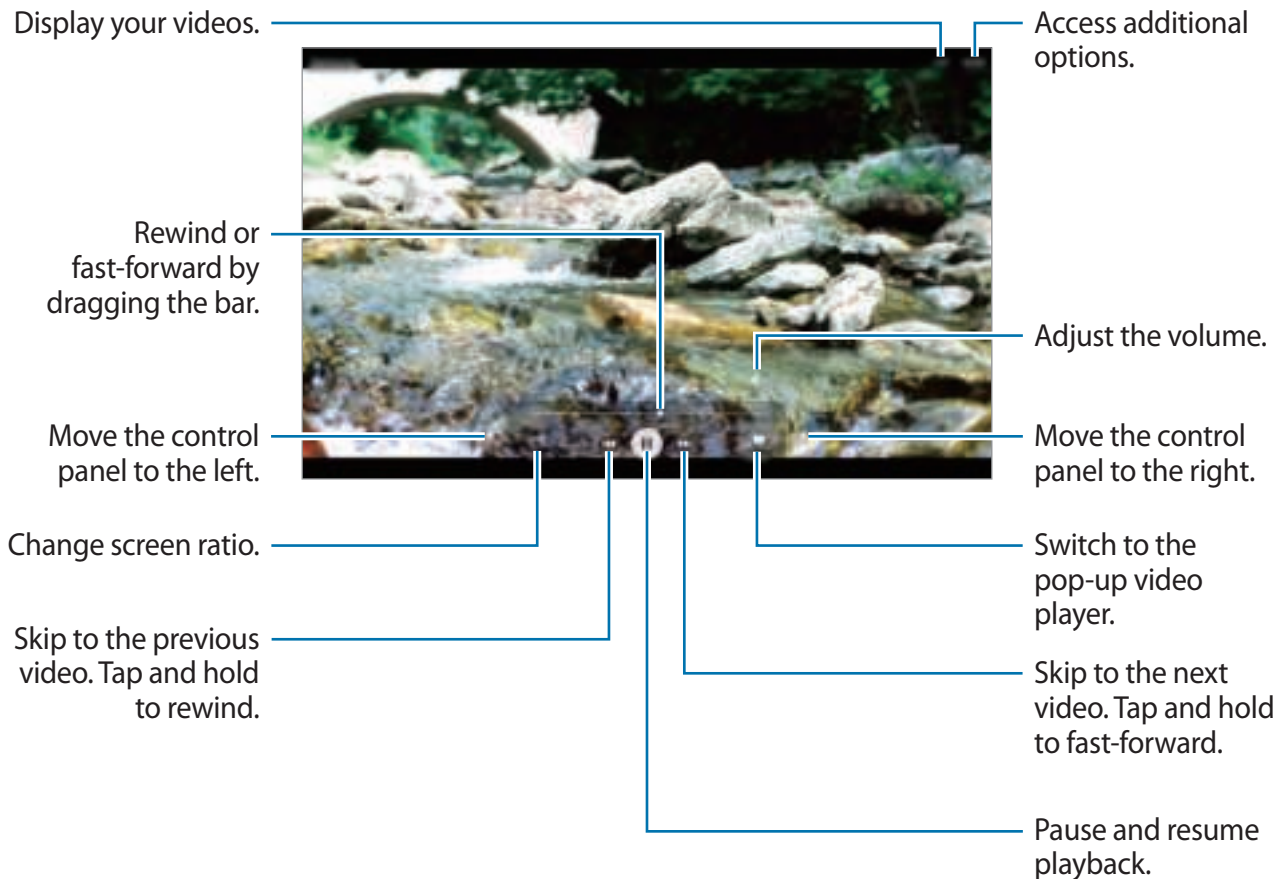 Display your videos.
Access additional
options.
Rewind or
fast-forward by
dragging the bar.
Adjust the volume.
Move the control
panel to the left.
Move the control
panel to the right.
Change screen ratio.
Switch to the
pop-up video
player.
Skip to the previous
video. Tap and hold
to rewind.
Skip to the next
video. Tap and hold
to fast-forward.
Pause and resume
playback.